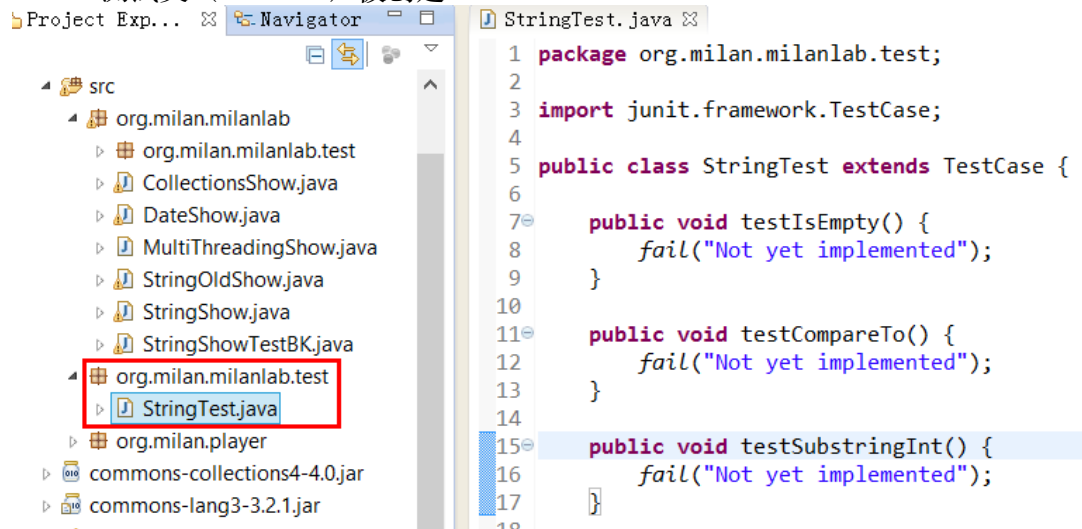 Project Exp...
Navigator
src
org.milan.milanlab
org.milan.milanlab.test
CollectionsShow.java
DateShow.java
MultiThreadingShow.java
StringOldShow.java
StringShow.java
StringShowTestBK.java
org.milan.milanlab.test
StringTest.java
org.milan.player
commons-collections4-4.0.jar
commons-lang3-3.2.1.jar
StringTest.java
1 package org.milan.milanlab.test;
2
3 import junit.framework.TestCase;
4
5 public class StringTest extends TestCase {
6
7 public void testIsEmpty() {
8 fail("Not yet implemented");
9 }
10
11 public void testCompareTo() {
12 fail("Not yet implemented");
13 }
14
15 public void testSubstringInt() {
16 fail("Not yet implemented");
17 }